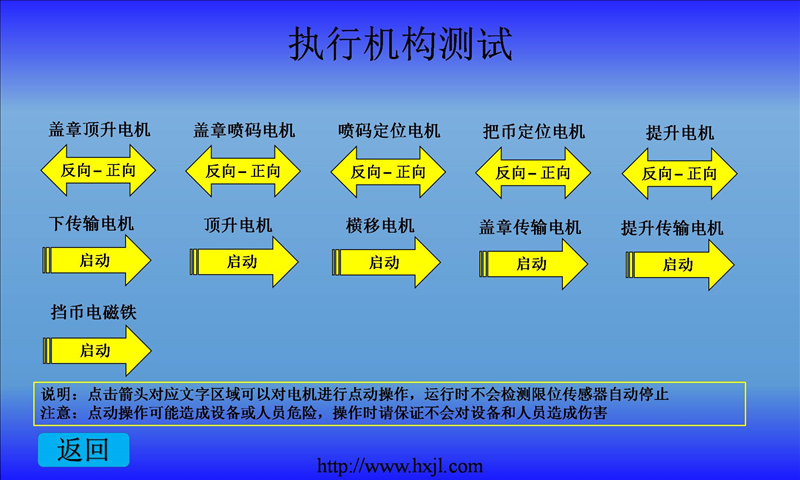 执行机构测试
盖章顶升电机 盖章喷码电机 喷码定位电机 把币定位电机 提升电机
反向－正向 反向－正向 反向－正向 反向－正向 反向－正向
下传输电机 顶升电机 横移电机 盖章传输电机 提升传输电机
启动 启动 启动 启动 启动
挡币电磁铁
启动
说明：点击箭头对应文字区域可以对电机进行点动操作，运行时不会检测限位传感器自动停止
注意：点动操作可能造成设备或人员危险，操作时请保证不会对设备和人员造成伤害
返回
http://www.hxjl.com